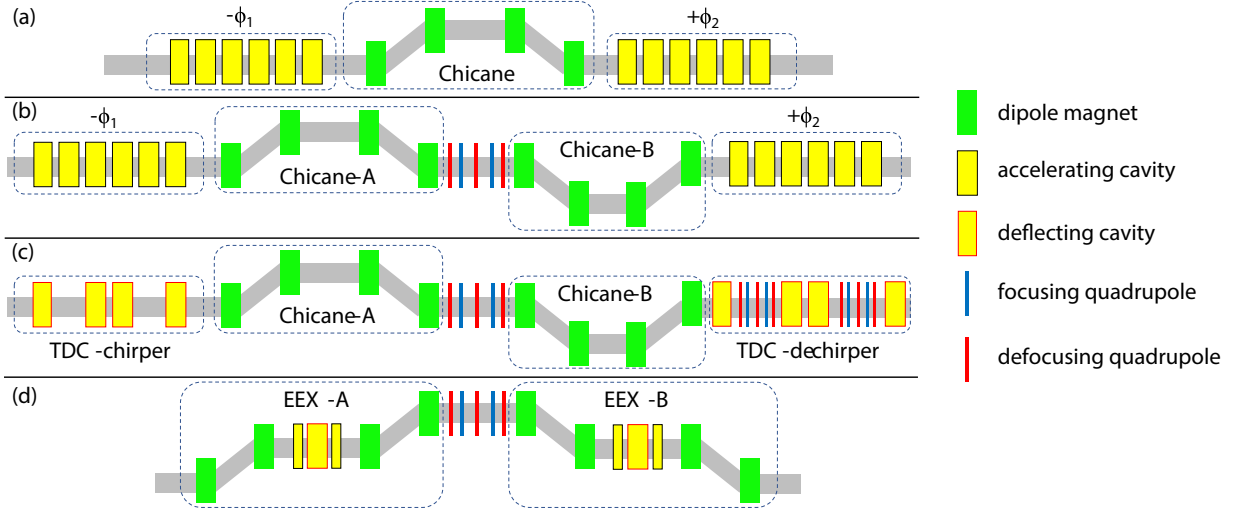 (a)
-ϕ₁
Chicane
+ϕ₂
(b)
-ϕ₁
Chicane-A
Chicane-B
+ϕ₂
(c)
TDC -chirper
Chicane-A
Chicane-B
TDC -dechirper
(d)
EEX -A
EEX -B
dipole magnet
accelerating cavity
deflecting cavity
focusing quadrupole
defocusing quadrupole